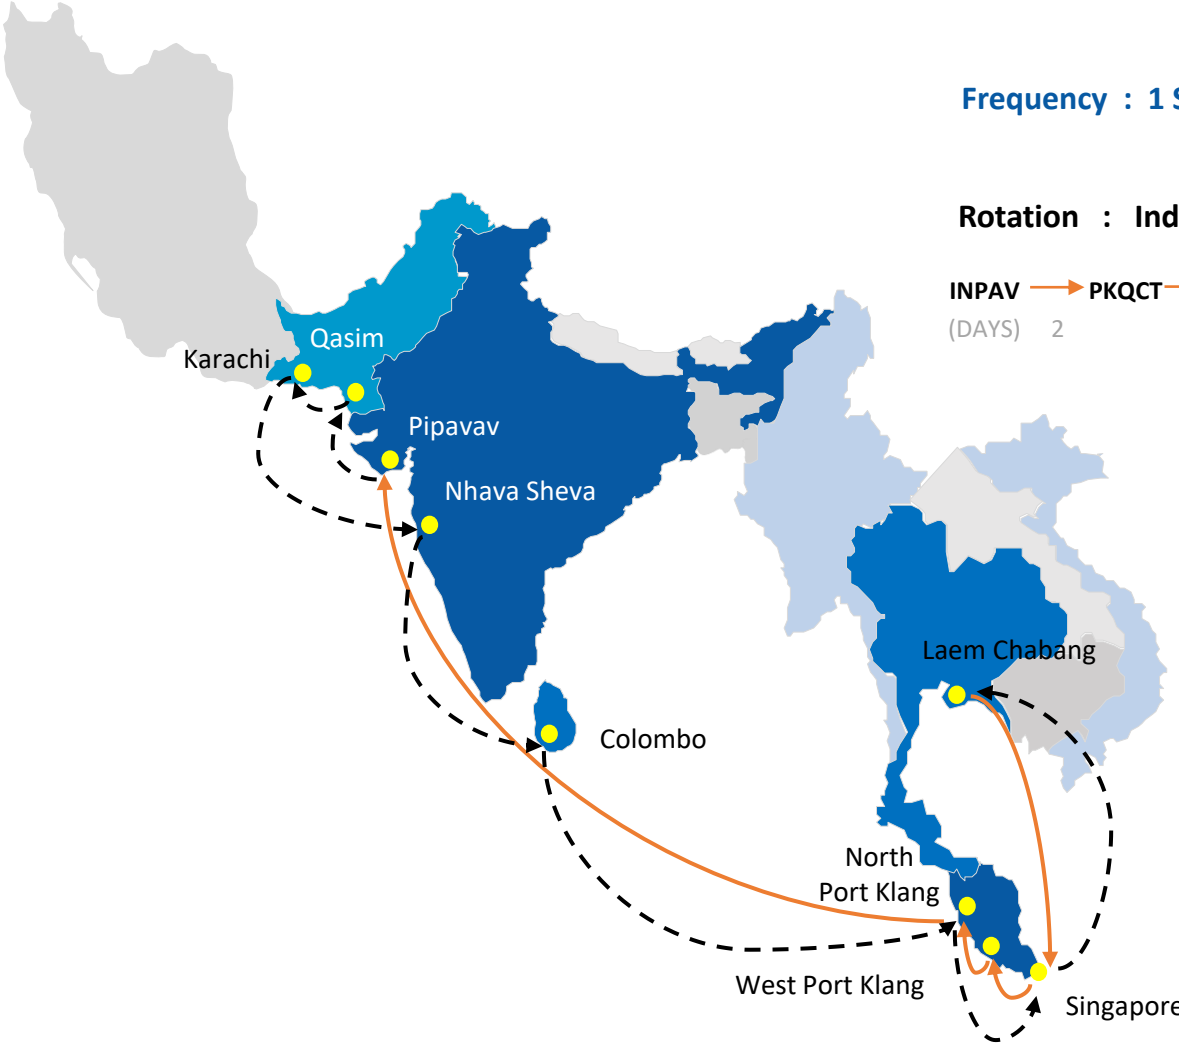 Frequency : 1 S
Rotation : Ind
INPAV PKQCT
(DAYS) 2
Qasim
Karachi
Pipavav
Nhava Sheva
Laem Chabang
Colombo
North
Port Klang
West Port Klang
Singapore